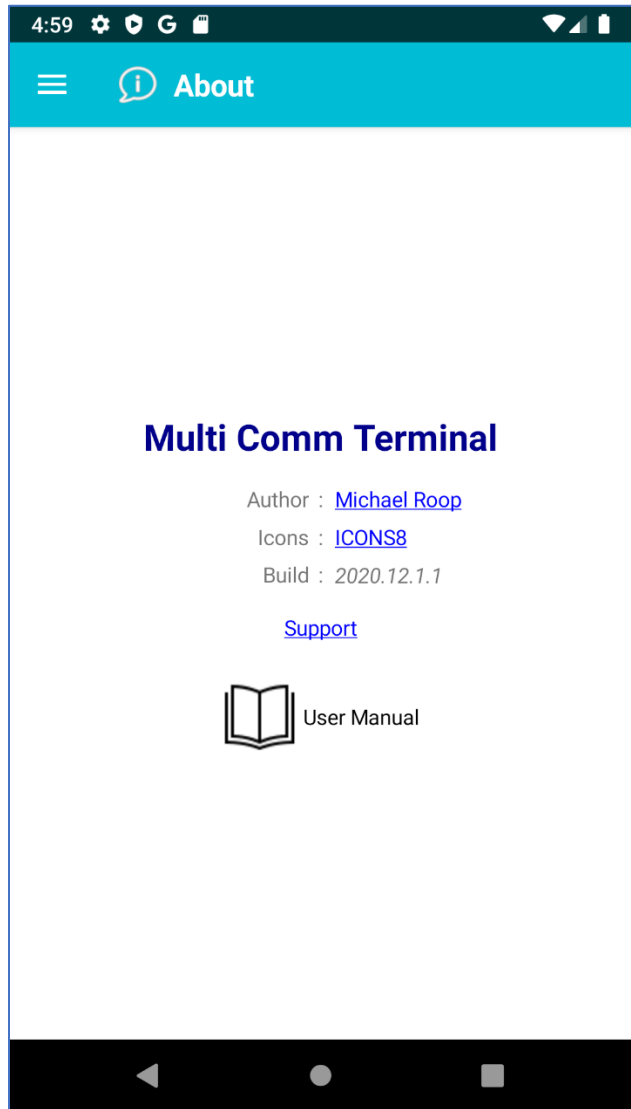 4:59 G
About
Multi Comm Terminal
Author : Michael Roop
Icons : ICONS8
Build : 2020.12.1.1
Support
User Manual